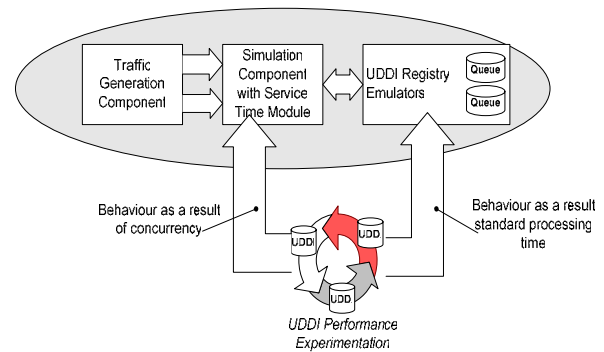 Traffic
Generation
Component
Simulation
Component
with Service
Time Module
UDDI Registry
Emulators
Queue
Queue
Behaviour as a result
of concurrency
Behaviour as a result
standard processing
time
UDDI
UDD.
UDD.
UDDI Performance
Experimentation